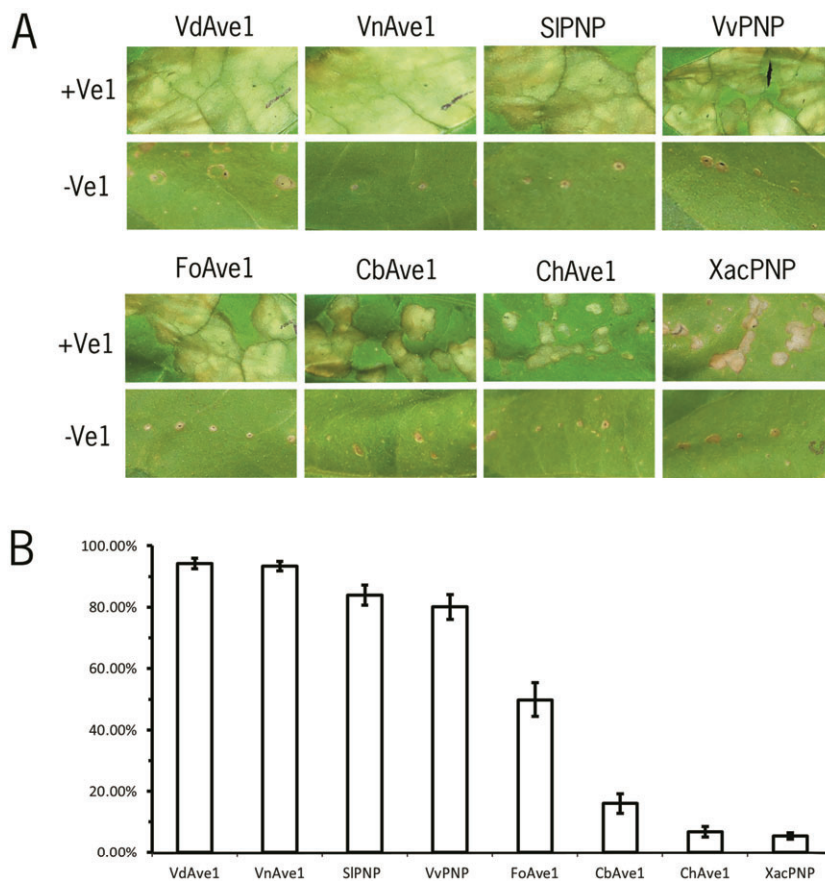 A
VdAve1 VnAve1 SlPNP VvPNP
+Ve1
-Ve1
FoAve1 CbAve1 ChAve1 XacPNP
+Ve1
-Ve1
B
100.00%
80.00%
60.00%
40.00%
20.00%
0.00%
VdAve1 VnAve1 SlPNP VvPNP FoAve1 CbAve1 ChAve1 XacPNP